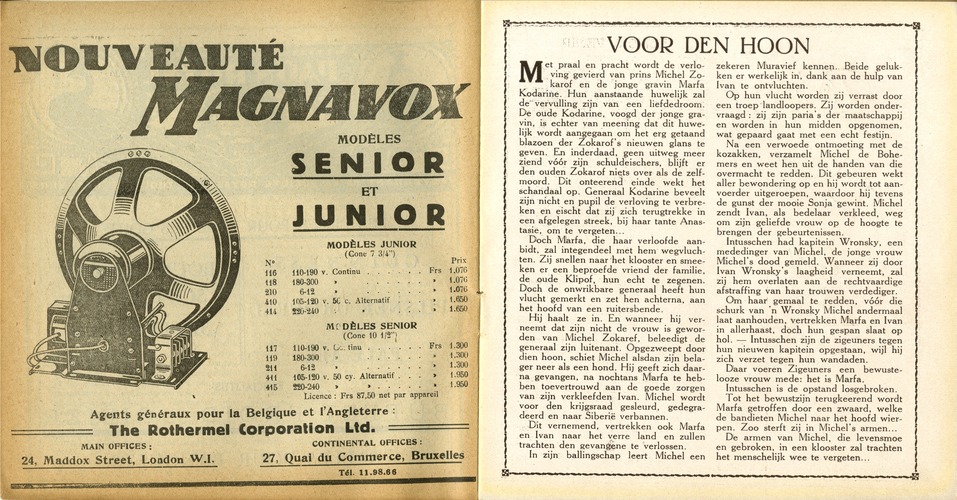 NOUVEAUTÉ
MAGNAVOX
MODÈLES
SENIOR
ET
JUNIOR
MODÈLES JUNIOR
(Cone 7 3/4")
N° Prix
116 110-190 v. Continu . . . . . Frs 1,076
118 180-300 » . . . . . » 1,076
210 6-12 » . . . . . » 1,076
410 105-120 v. 50 c. Alternatif . . . . » 1.650
414 220-240 » » . . . . » 1.650
MODÈLES SENIOR
(Cone 10 1/2")
117 110-190 v. Co. tinu . . . . . Frs 1.300
119 180-300 » . . . . . » 1.300
211 6-12 » . . . . . » 1.300
441 105-120 v. 50 cy. Alternatif . . . . » 1.950
415 220-240 » » . . . . » 1.950
Licence : Frs 87,50 net par appareil
Agents généraux pour la Belgique et l'Angleterre :
The Rothermel Corporation Ltd.
MAIN OFFICES :
24, Maddox Street, London W.I.
CONTINENTAL OFFICES :
27, Quai du Commerce, Bruxelles
Tél. 11.98.66
VOOR DEN HOON
Met praal en pracht wordt de verlo-
ving gevierd van prins Michel Zo-
karof en de jonge gravin Marfa
Kodarine. Hun aanstaande huwelijk zal
de vervulling zijn van een liefdedroom.
De oude Kodarine, voogd der jonge gra-
vin, is echter van meening dat dit huwe-
lijk wordt aangegaan om het erg getaand
blazoen der Zokarof's nieuwen glans te
geven. En inderdaad, geen uitweg meer
ziend vóór zijn schuldeischers, blijft er
den ouden Zokarof niets over als de zelf-
moord. Dit onteerend einde wekt het
schandaal op. Generaal Kodarine beveelt
zijn nicht en pupil de verloving te verbre-
ken en eischt dat zij zich terugtrekke in
een afgelegen streek, bij haar tante Anas-
tasie, om te vergeten...
Doch Marfa, die haar verloofde aan-
bidt, zal integendeel met hem wegvluch-
ten. Zij snellen naar het klooster en smee-
ken er een beproefde vriend der familie,
de oude Klipof, hun echt te zegenen.
Doch de onwrikbare generaal heeft hun
vlucht gemerkt en zet hen achterna, aan
het hoofd van een ruitersbende.
Hij haalt ze in. En wanneer hij ver-
neemt dat zijn nicht de vrouw is gewor-
den van Michel Zokaref, beleedigt de
generaal zijn luitenant. Opgezweept door
dien hoon, schiet Michel alsdan zijn bela-
ger neer als een hond. Hij geeft zich daar-
na gevangen, na nochtans Marfa te heb-
ben toevertrouwd aan de goede zorgen
van zijn verkleefden Ivan. Michel wordt
voor den krijgsraad gesleurd, gedegra-
deerd en naar Siberië verbannen.
Dit vernemend, vertrekken ook Marfa
en Ivan naar het verre land en zullen
trachten den gevangene te verlossen.
In zijn ballingschap leert Michel een
zekeren Muravief kennen. Beide geluk-
ken er werkelijk in, dank aan de hulp van
Ivan te ontvluchten.
Op hun vlucht worden zij verrast door
een troep landloopers. Zij worden onder-
vraagd : zij zijn paria's der maatschappij
en worden in hun midden opgenomen,
wat gepaard gaat met een echt festijn.
Na een verwoede ontmoeting met de
kozakken, verzamelt Michel de Bohe-
mers en weet hen uit de handen van die
overmacht te redden. Dit gebeuren wekt
aller bewondering op en hij wordt tot aan-
voerder uitgeroepen, waardoor hij tevens
de gunst der mooie Sonja gewint. Michel
zendt Ivan, als bedelaar verkleed, weg
om zijn geliefde vrouw op de hoogte te
brengen der gebeurtenissen.
Intusschen had kapitein Wronsky, een
mededinger van Michel, de jonge vrouw
Michel's dood gemeld. Wanneer zij door
Ivan Wronsky's laagheid verneemt, zal
zij hem overlaten aan de rechtvaardige
afstraffing van haar trouwen verdediger.
Om haar gemaal te redden, vóór die
schurk van 'n Wronsky Michel andermaal
laat aanhouden, vertrekken Marfa en Ivan
in allerhaast, doch hun gespan slaat op
hol. — Intusschen zijn de zigeuners tegen
hun nieuwen kapitein opgestaan, wijl hij
zich verzet tegen hun wandaden.
Daar voeren Zigeuners een bewuste-
looze vrouw mede: het is Marfa.
Intusschen is de opstand losgebroken.
Tot het bewustzijn terugkeerend wordt
Marfa getroffen door een zwaard, welke
de bandieten Michel naar het hoofd wier-
pen. Zoo sterft zij in Michel's armen...
De armen van Michel, die levensmoe
en gebroken, in een klooster zal trachten
het menschelijk wee te vergeten...